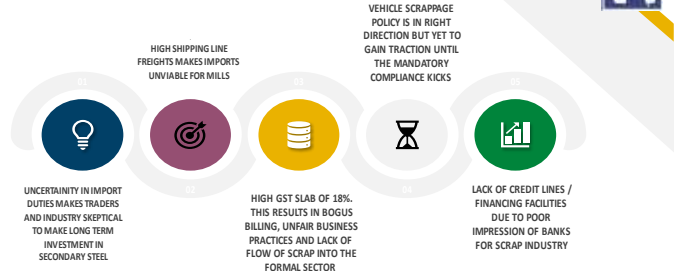 01
UNCERTAINITY IN IMPORT
DUTIES MAKES TRADERS
AND INDUSTRY SKEPTICAL
TO MAKE LONG TERM
INVESTMENT IN
SECONDARY STEEL
HIGH SHIPPING LINE
FREIGHTS MAKES IMPORTS
UNVIABLE FOR MILLS
02
03
HIGH GST SLAB OF 18%.
THIS RESULTS IN BOGUS
BILLING, UNFAIR BUSINESS
PRACTICES AND LACK OF
FLOW OF SCRAP INTO THE
FORMAL SECTOR
VEHICLE SCRAPPAGE
POLICY IS IN RIGHT
DIRECTION BUT YET TO
GAIN TRACTION UNTIL
THE MANDATORY
COMPLIANCE KICKS
04
05
LACK OF CREDIT LINES /
FINANCING FACILITIES
DUE TO POOR
IMPRESSION OF BANKS
FOR SCRAP INDUSTRY